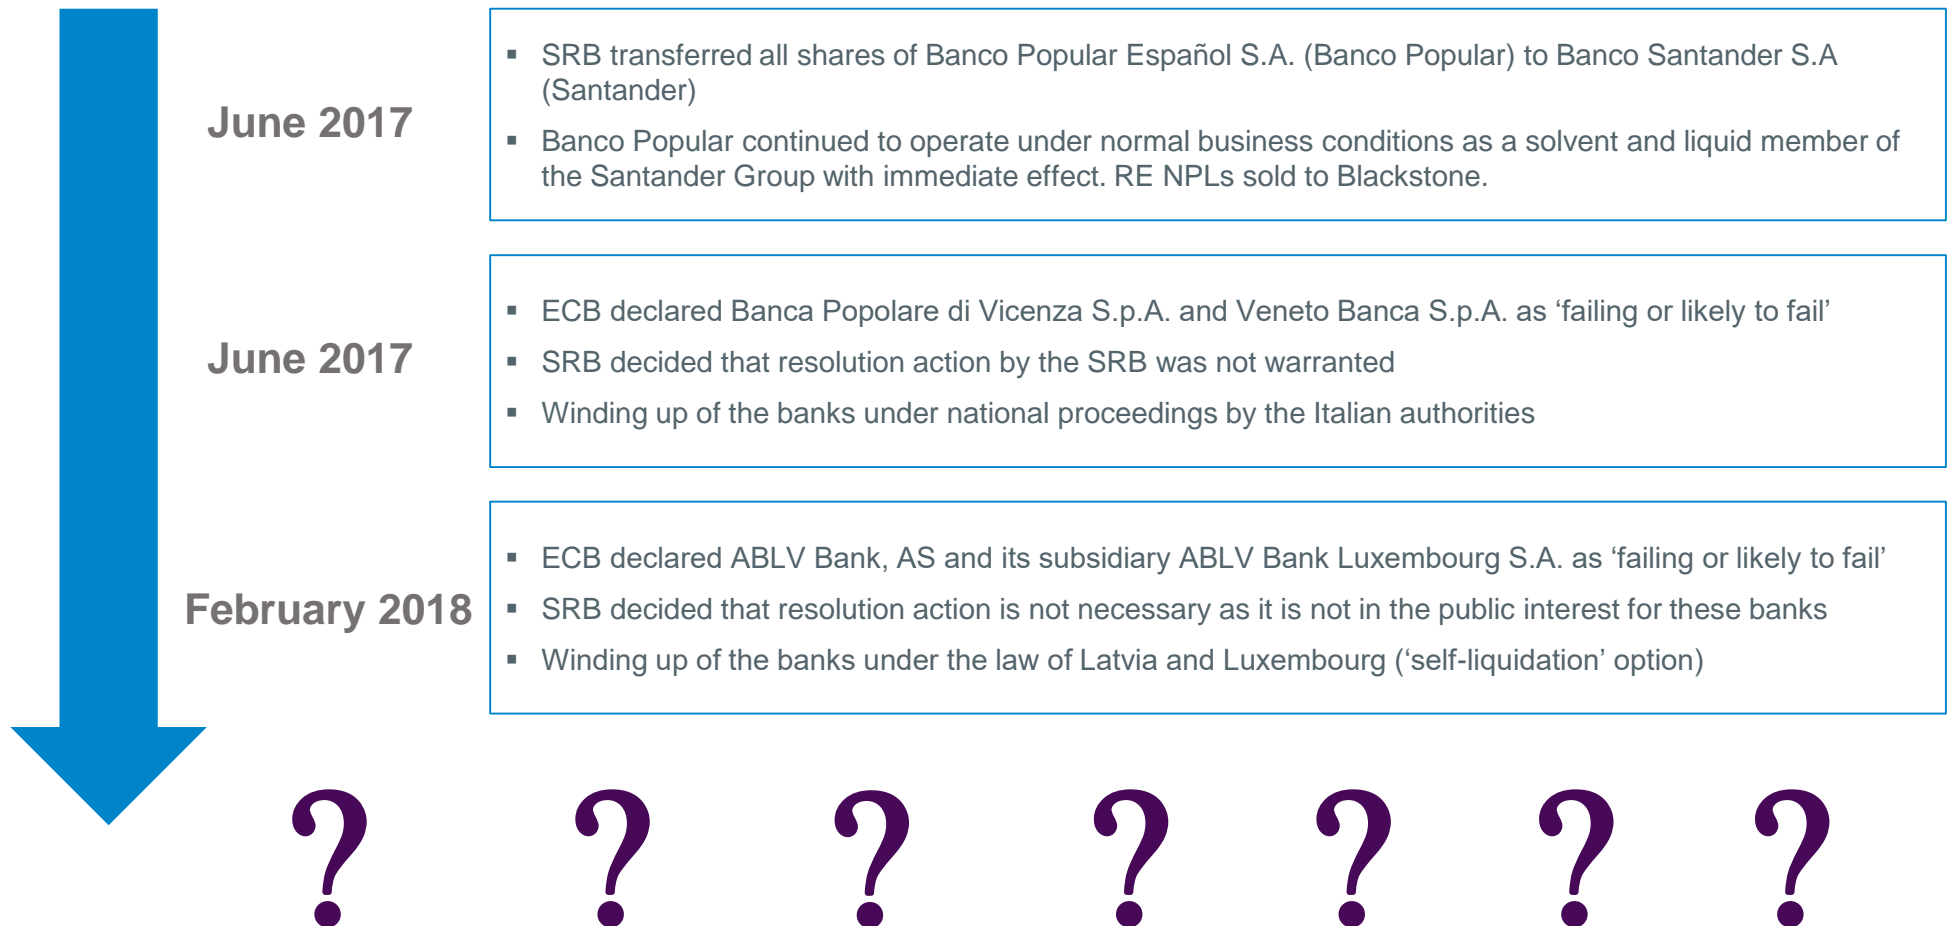 June 2017
▪ SRB transferred all shares of Banco Popular Español S.A. (Banco Popular) to Banco Santander S.A
(Santander)
▪ Banco Popular continued to operate under normal business conditions as a solvent and liquid member of
the Santander Group with immediate effect. RE NPLs sold to Blackstone.
June 2017
▪ ECB declared Banca Popolare di Vicenza S.p.A. and Veneto Banca S.p.A. as ‘failing or likely to fail’
▪ SRB decided that resolution action by the SRB was not warranted
▪ Winding up of the banks under national proceedings by the Italian authorities
February 2018
▪ ECB declared ABLV Bank, AS and its subsidiary ABLV Bank Luxembourg S.A. as ‘failing or likely to fail’
▪ SRB decided that resolution action is not necessary as it is not in the public interest for these banks
▪ Winding up of the banks under the law of Latvia and Luxembourg (‘self-liquidation’ option)
? ? ? ? ? ? ?